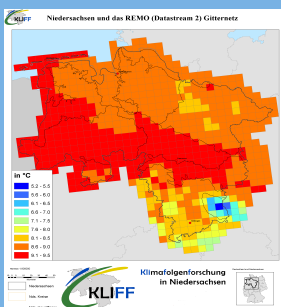 KLIFF
Niedersachsen und das REMO (Datastream 2) Gitternetz
in °C
5.2 - 5.5
5.6 - 6.0
6.1 - 6.5
6.6 - 7.0
7.1 - 7.5
7.6 - 8.0
8.1 - 8.5
8.6 - 9.0
9.1 - 9.5
Niedersachsen
KLIFF
Klimafolgenforschung
in Niedersachsen